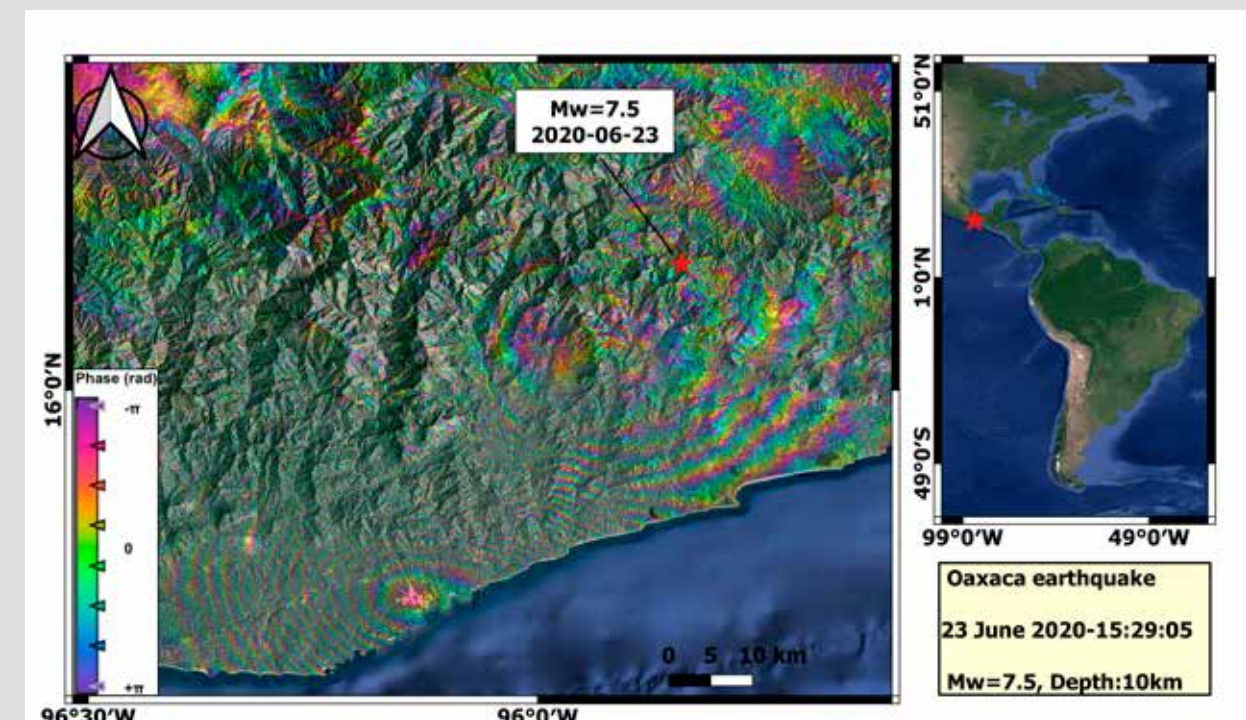 Mw=7.5
2020-06-23
16°0'N
Phase (rad)
-π
0
+π
0 5 10 km
96°30'W
96°0'W
51°0'N
1°0'N
49°0'S
99°0'W
49°0'W
Oaxaca earthquake
23 June 2020-15:29:05
Mw=7.5, Depth:10km